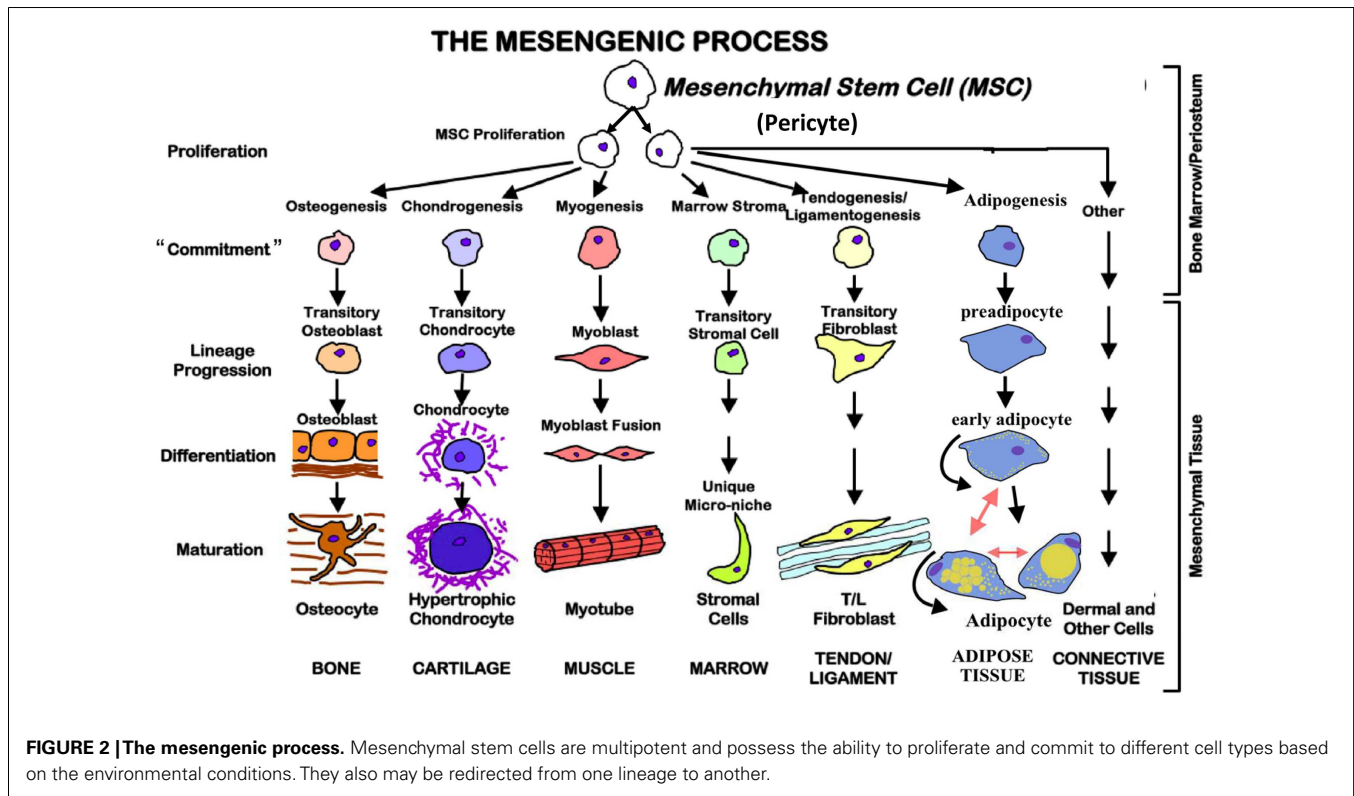 THE MESENGENIC PROCESS
Mesenchymal Stem Cell (MSC)
(Pericyte)
MSC Proliferation
Proliferation
Osteogenesis
Chondrogenesis
Myogenesis
Marrow Stroma
Tendogenesis/
Ligamentogenesis
Adipogenesis
Other
Bone Marrow/Periosteum
“Commitment”
Transitory
Osteoblast
Transitory
Chondrocyte
Myoblast
Transitory
Stromal Cell
Transitory
Fibroblast
preadipocyte
Lineage
Progression
Osteoblast
Chondrocyte
Myoblast Fusion
early adipocyte
Differentiation
Unique
Micro-niche
Mesenchymal Tissue
Maturation
Osteocyte
Hypertrophic
Chondrocyte
Myotube
Stromal
Cells
T/L
Fibroblast
Adipocyte
Dermal and
Other Cells
BONE
CARTILAGE
MUSCLE
MARROW
TENDON/
LIGAMENT
ADIPOSE
TISSUE
CONNECTIVE
TISSUE
FIGURE 2 | The mesengenic process. Mesenchymal stem cells are multipotent and possess the ability to proliferate and commit to different cell types based
on the environmental conditions. They also may be redirected from one lineage to another.